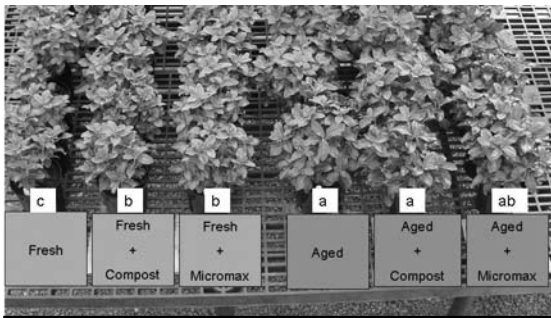 c b b a a ab
Fresh
Fresh
+
Compost
Fresh
+
Micromax
Aged
Aged
+
Compost
Aged
+
Micromax